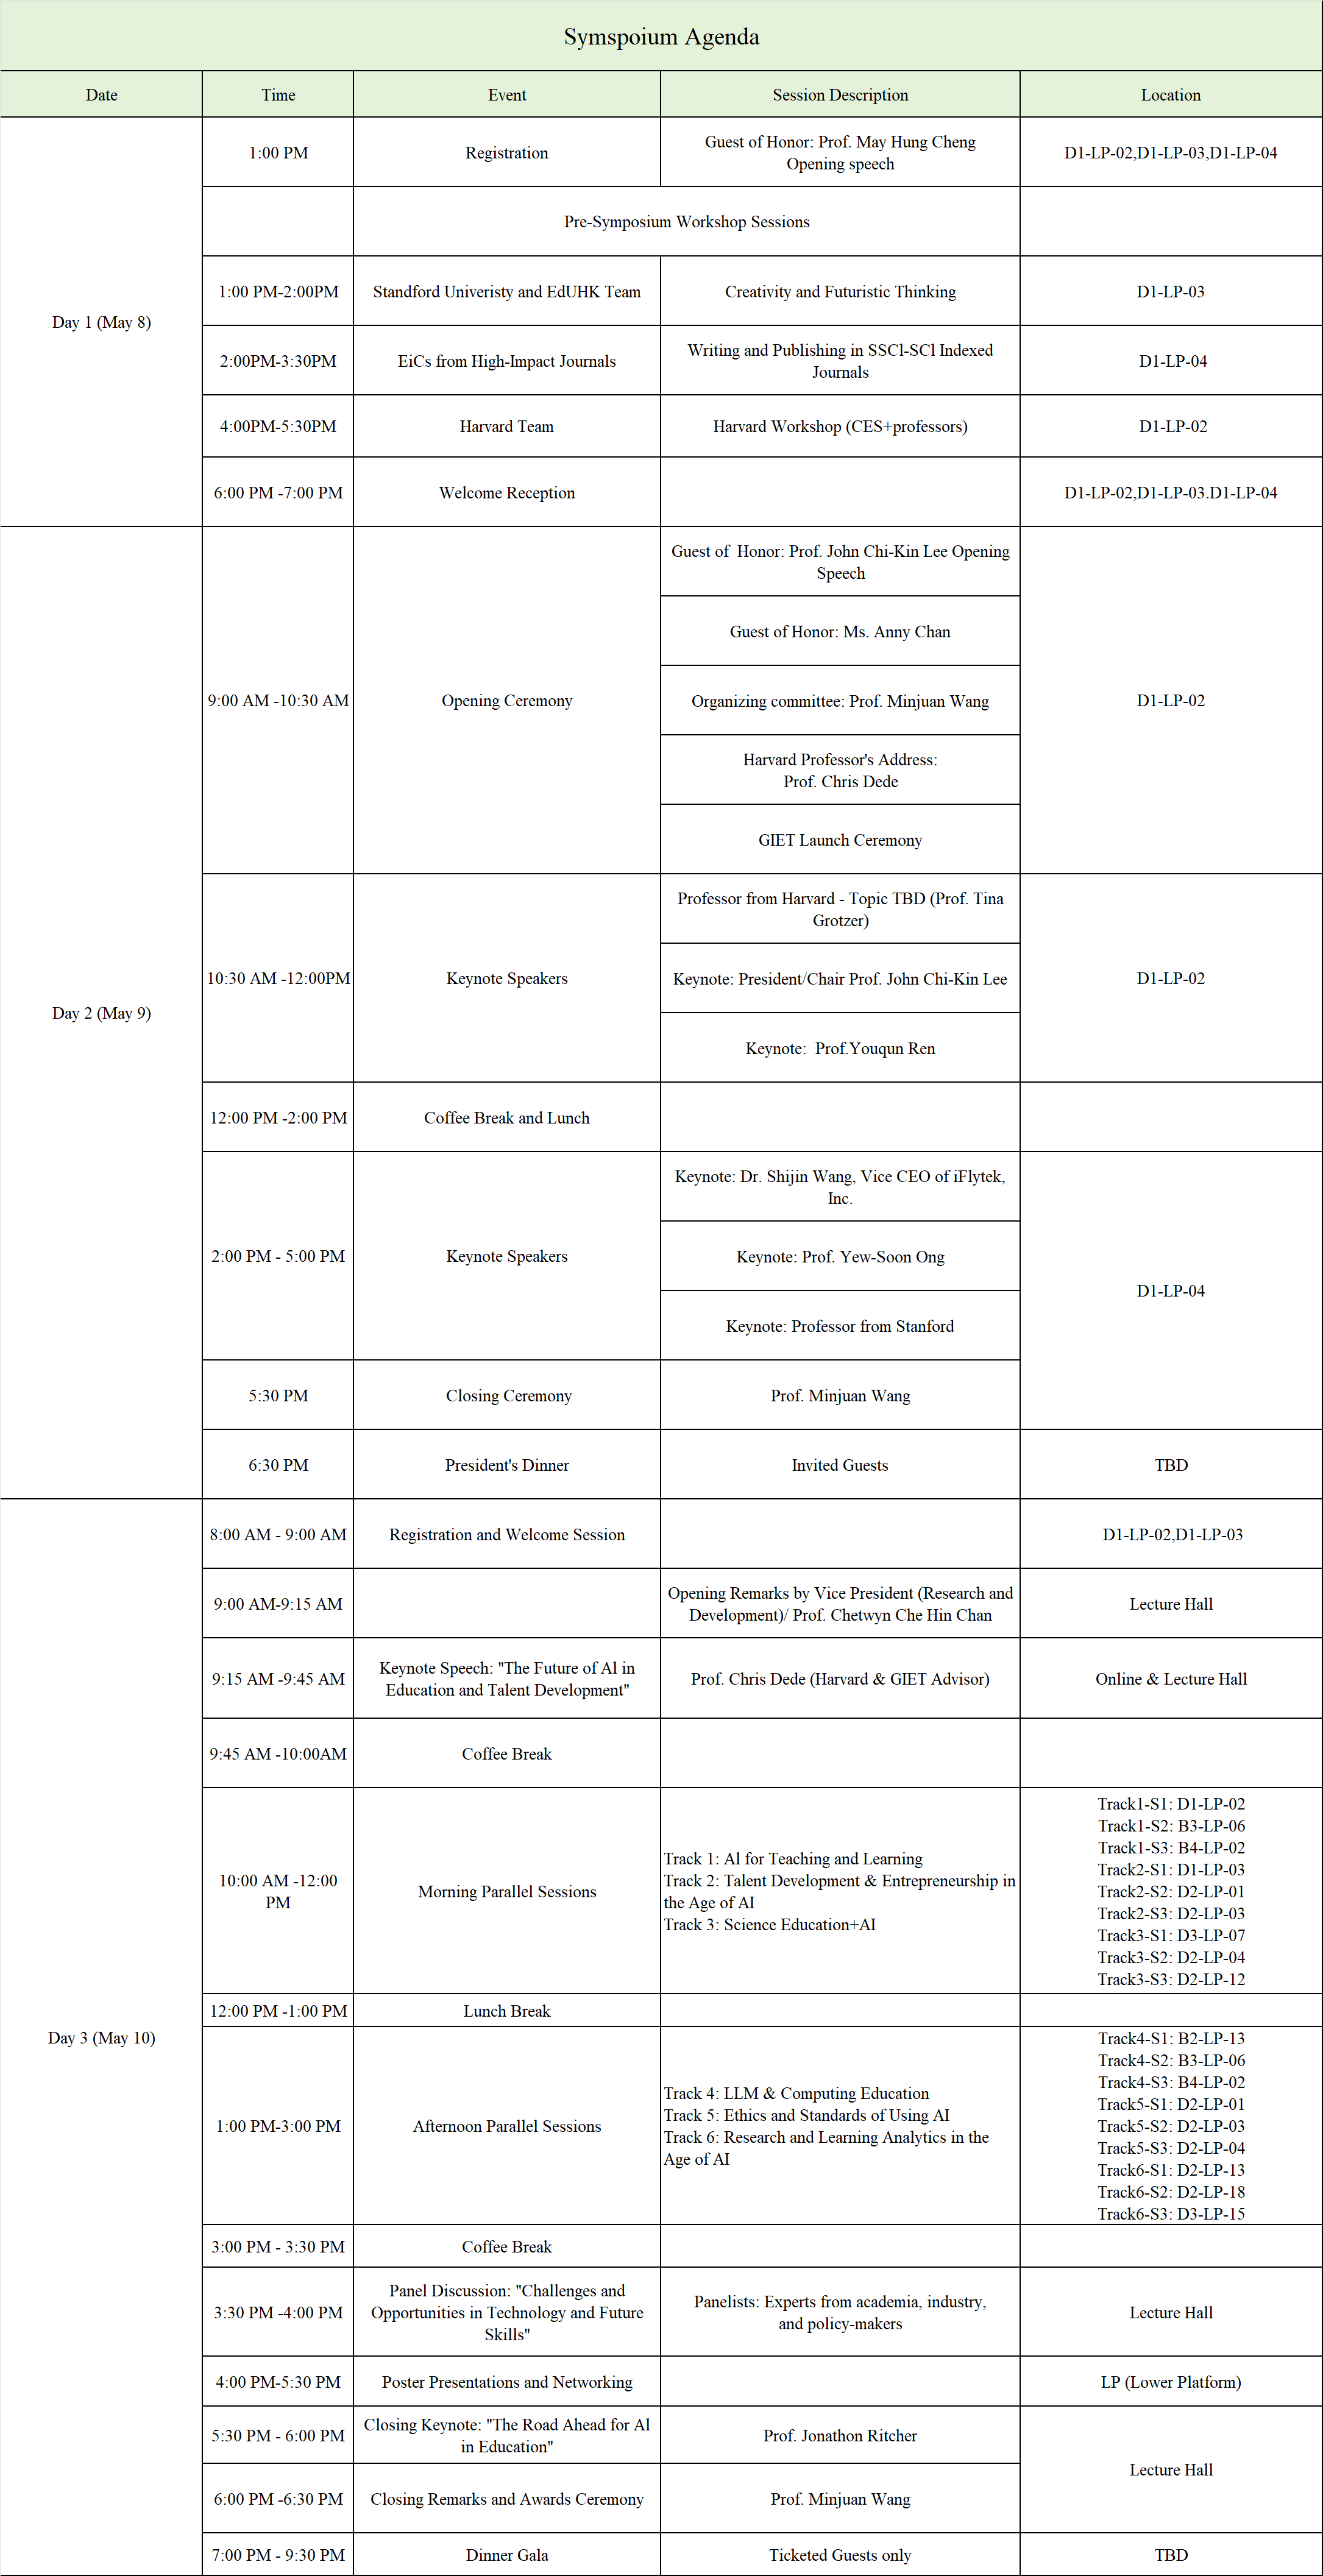 Symspoium Agenda
Date
Time
Event
Session Description
Location
Day 1 (May 8)
1:00 PM
Registration
Guest of Honor: Prof. May Hung Cheng
Opening speech
D1-LP-02,D1-LP-03,D1-LP-04
Pre-Symposium Workshop Sessions
1:00 PM-2:00PM
Standford Univeristy and EdUHK Team
Creativity and Futuristic Thinking
D1-LP-03
2:00PM-3:30PM
EiCs from High-Impact Journals
Writing and Publishing in SSCl-SCl Indexed
Journals
D1-LP-04
4:00PM-5:30PM
Harvard Team
Harvard Workshop (CES+professors)
D1-LP-02
6:00 PM -7:00 PM
Welcome Reception
D1-LP-02,D1-LP-03.D1-LP-04
Day 2 (May 9)
9:00 AM -10:30 AM
Opening Ceremony
Guest of  Honor: Prof. John Chi-Kin Lee Opening
Speech
Guest of Honor: Ms. Anny Chan
Organizing committee: Prof. Minjuan Wang
Harvard Professor's Address:
Prof. Chris Dede
GIET Launch Ceremony
D1-LP-02
10:30 AM -12:00PM
Keynote Speakers
Professor from Harvard - Topic TBD (Prof. Tina
Grotzer)
Keynote: President/Chair Prof. John Chi-Kin Lee
Keynote:  Prof.Youqun Ren
D1-LP-02
12:00 PM -2:00 PM
Coffee Break and Lunch
2:00 PM - 5:00 PM
Keynote Speakers
Keynote: Dr. Shijin Wang, Vice CEO of iFlytek,
Inc.
Keynote: Prof. Yew-Soon Ong
Keynote: Professor from Stanford
D1-LP-04
5:30 PM
Closing Ceremony
Prof. Minjuan Wang
6:30 PM
President's Dinner
Invited Guests
TBD
Day 3 (May 10)
8:00 AM - 9:00 AM
Registration and Welcome Session
D1-LP-02,D1-LP-03
9:00 AM-9:15 AM
Opening Remarks by Vice President (Research and
Development)/ Prof. Chetwyn Che Hin Chan
Lecture Hall
9:15 AM -9:45 AM
Keynote Speech: "The Future of Al in
Education and Talent Development"
Prof. Chris Dede (Harvard & GIET Advisor)
Online & Lecture Hall
9:45 AM -10:00AM
Coffee Break
10:00 AM -12:00
PM
Morning Parallel Sessions
Track 1: Al for Teaching and Learning
Track 2: Talent Development & Entrepreneurship in
the Age of AI
Track 3: Science Education+AI
Track1-S1: D1-LP-02
Track1-S2: B3-LP-06
Track1-S3: B4-LP-02
Track2-S1: D1-LP-03
Track2-S2: D2-LP-01
Track2-S3: D2-LP-03
Track3-S1: D3-LP-07
Track3-S2: D2-LP-04
Track3-S3: D2-LP-12
12:00 PM -1:00 PM
Lunch Break
1:00 PM-3:00 PM
Afternoon Parallel Sessions
Track 4: LLM & Computing Education
Track 5: Ethics and Standards of Using AI
Track 6: Research and Learning Analytics in the
Age of AI
Track4-S1: B2-LP-13
Track4-S2: B3-LP-06
Track4-S3: B4-LP-02
Track5-S1: D2-LP-01
Track5-S2: D2-LP-03
Track5-S3: D2-LP-04
Track6-S1: D2-LP-13
Track6-S2: D2-LP-18
Track6-S3: D3-LP-15
3:00 PM - 3:30 PM
Coffee Break
3:30 PM -4:00 PM
Panel Discussion: "Challenges and
Opportunities in Technology and Future
Skills"
Panelists: Experts from academia, industry,
and policy-makers
Lecture Hall
4:00 PM-5:30 PM
Poster Presentations and Networking
LP (Lower Platform)
5:30 PM - 6:00 PM
Closing Keynote: "The Road Ahead for Al
in Education"
Prof. Jonathon Ritcher
Lecture Hall
6:00 PM -6:30 PM
Closing Remarks and Awards Ceremony
Prof. Minjuan Wang
7:00 PM - 9:30 PM
Dinner Gala
Ticketed Guests only
TBD